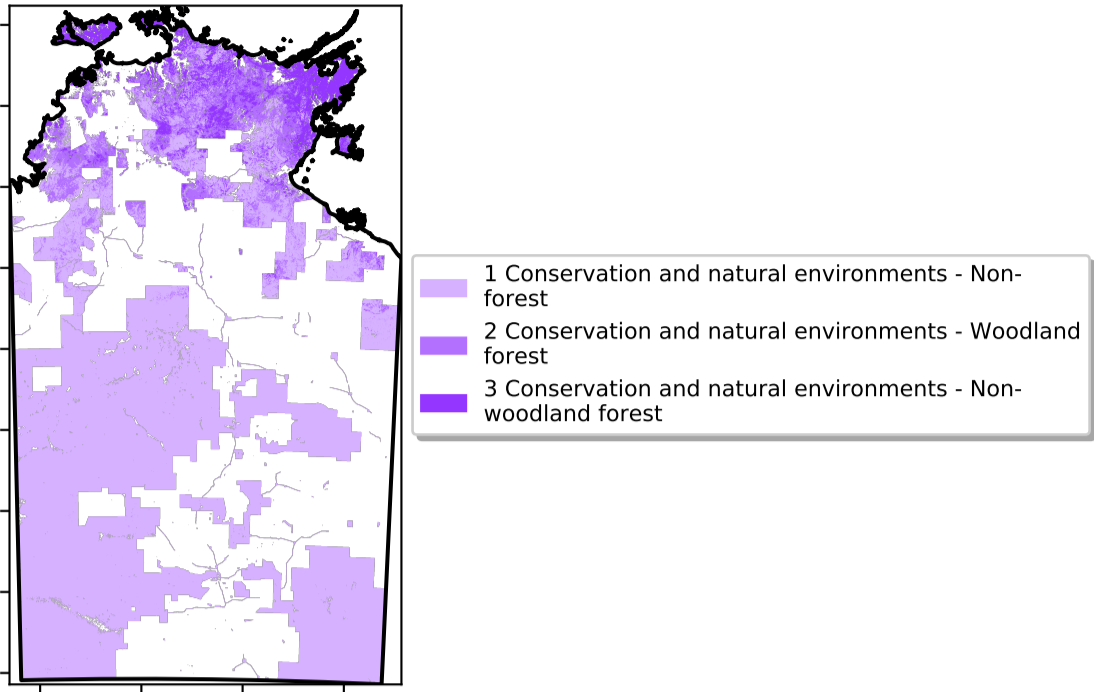 1 Conservation and natural environments - Non-
forest
2 Conservation and natural environments - Woodland
forest
3 Conservation and natural environments - Non-
woodland forest